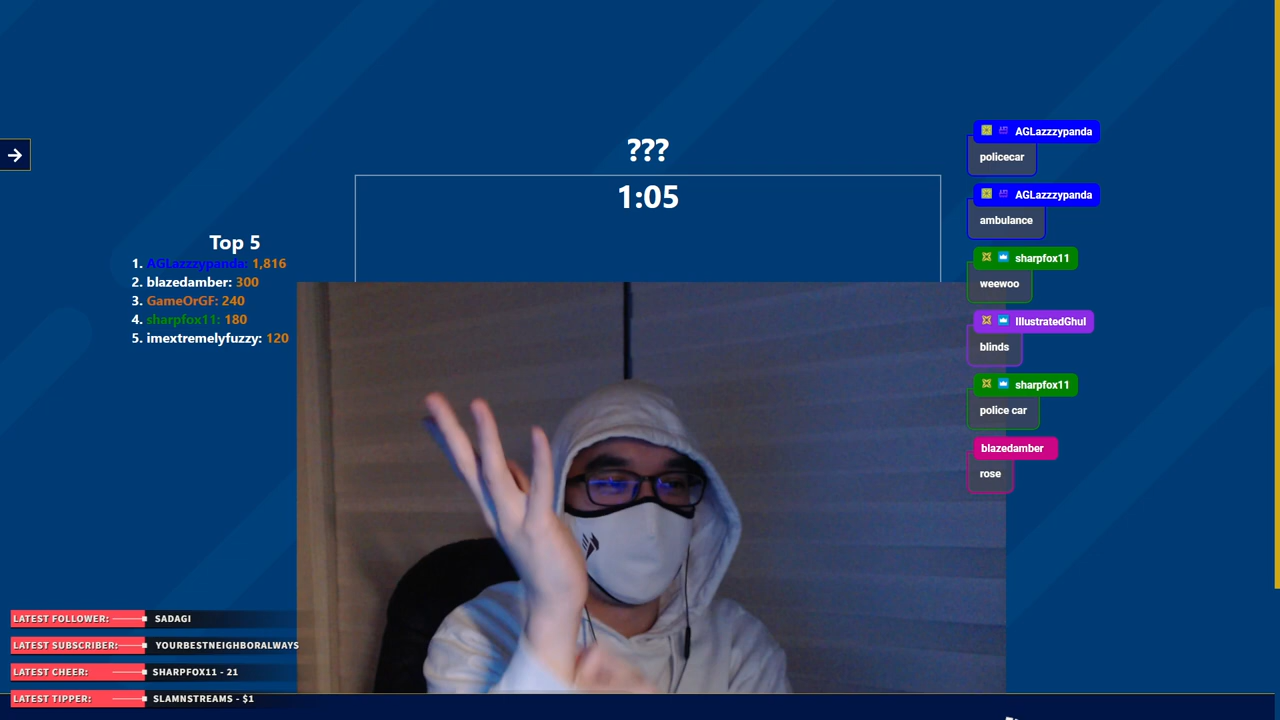 ???
1:05
Top 5
1. AGLazzzypanda: 1,816
2. blazedamber: 300
3. GameOrGF: 240
4. sharpfox11: 180
5. imextremelyfuzzy: 120
AGLazzzypanda
policecar
AGLazzzypanda
ambulance
sharpfox11
weewoo
IllustratedGhul
blinds
sharpfox11
police car
blazedamber
rose
LATEST FOLLOWER: SADAGI
LATEST SUBSCRIBER: YOURBESTNEIGHBORALWAYS
LATEST CHEER: SHARPFOX11 - 21
LATEST TIPPER: SLAMNSTREAMS - $1